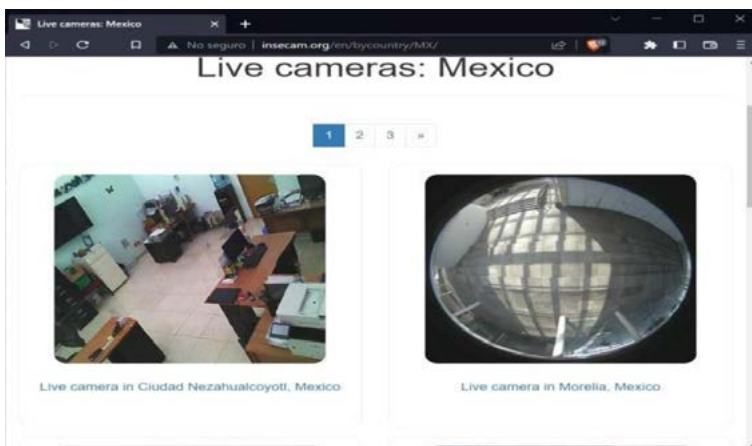 Live cameras: Mexico
No seguro | insecam.org/en/bycountry/MX/
Live cameras: Mexico
1 2 3 »
Live camera in Ciudad Nezahualcoyotl, Mexico
Live camera in Morelia, Mexico